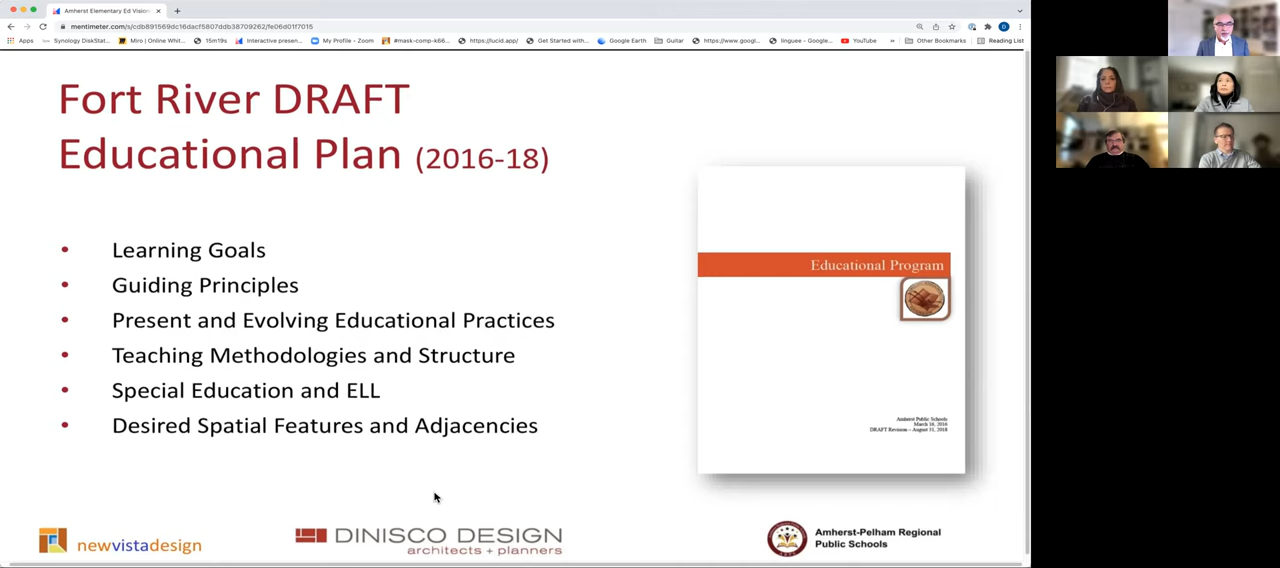 Amherst Elementary Ed Vision
mentimeter.com/s/cdb891569dc16dacf5807ddb38709262/fe06d01f7015
Apps Synology DiskStat... Miro | Online Whit... 15m19s Interactive presen... My Profile - Zoom #mask-comp-k66... https://lucid.app/ Get Started with... Google Earth Guitar https://www.googl... linguee - Google... YouTube » Other Bookmarks Reading List
Fort River DRAFT
Educational Plan (2016-18)
• Learning Goals
• Guiding Principles
• Present and Evolving Educational Practices
• Teaching Methodologies and Structure
• Special Education and ELL
• Desired Spatial Features and Adjacencies
Educational Program
Amherst Public Schools
March 16, 2016
DRAFT Revision – August 31, 2018
newvistadesign
DINISCO DESIGN
architects + planners
Amherst-Pelham Regional
Public Schools